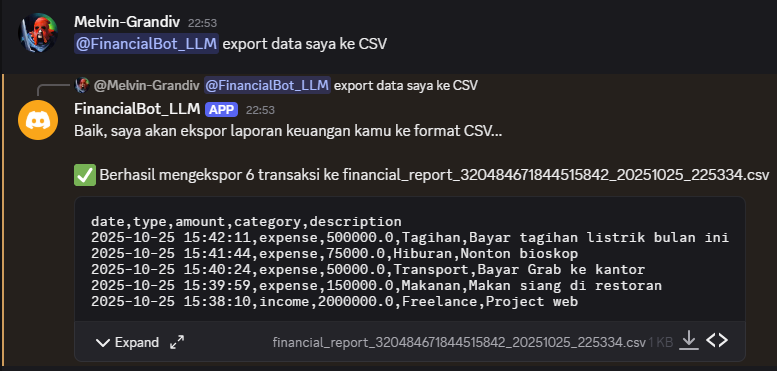 Melvin-Grandiv 22:53
@FinancialBot_LLM export data saya ke CSV
@Melvin-Grandiv @FinancialBot_LLM export data saya ke CSV
FinancialBot_LLM APP 22:53
Baik, saya akan ekspor laporan keuangan kamu ke format CSV...
✅ Berhasil mengekspor 6 transaksi ke financial_report_320484671844515842_20251025_225334.csv
date,type,amount,category,description
2025-10-25 15:42:11,expense,500000.0,Tagihan,Bayar tagihan listrik bulan ini
2025-10-25 15:41:44,expense,75000.0,Hiburan,Nonton bioskop
2025-10-25 15:40:24,expense,50000.0,Transport,Bayar Grab ke kantor
2025-10-25 15:39:59,expense,150000.0,Makanan,Makan siang di restoran
2025-10-25 15:38:10,income,2000000.0,Freelance,Project web
Expand financial_report_320484671844515842_20251025_225334.csv 1 KB